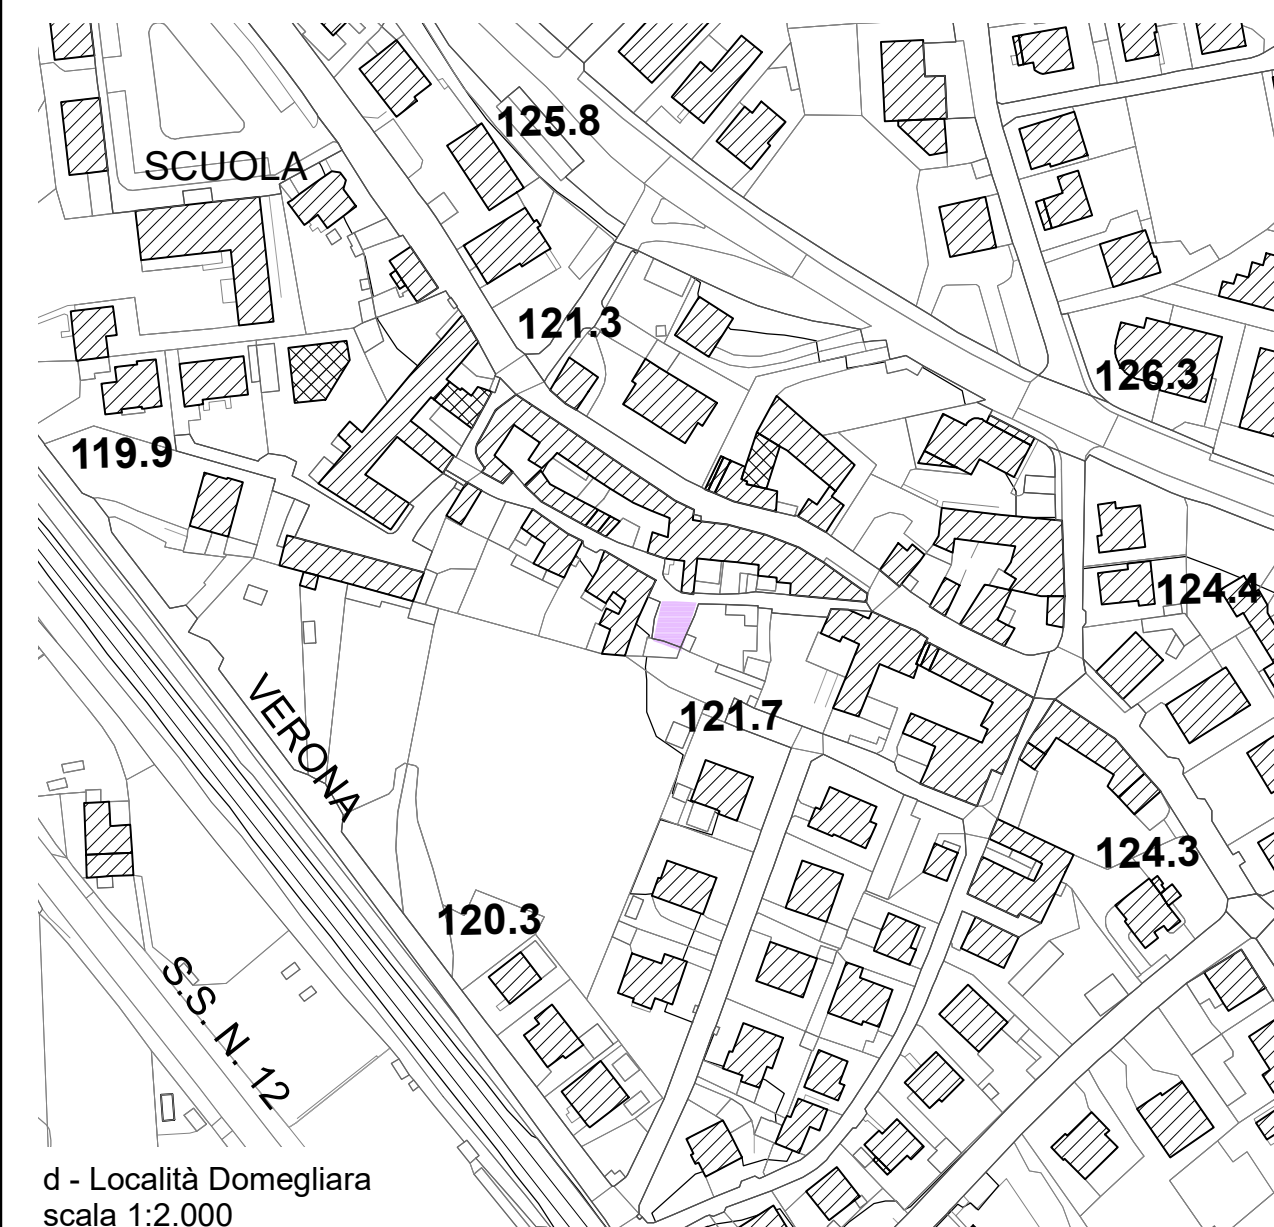 125.8
SCUOLA
121.3
126.3
119.9
124.4
VERONA
121.7
124.3
120.3
S.S. N. 12
d - Località Domegliara
scala 1:2.000